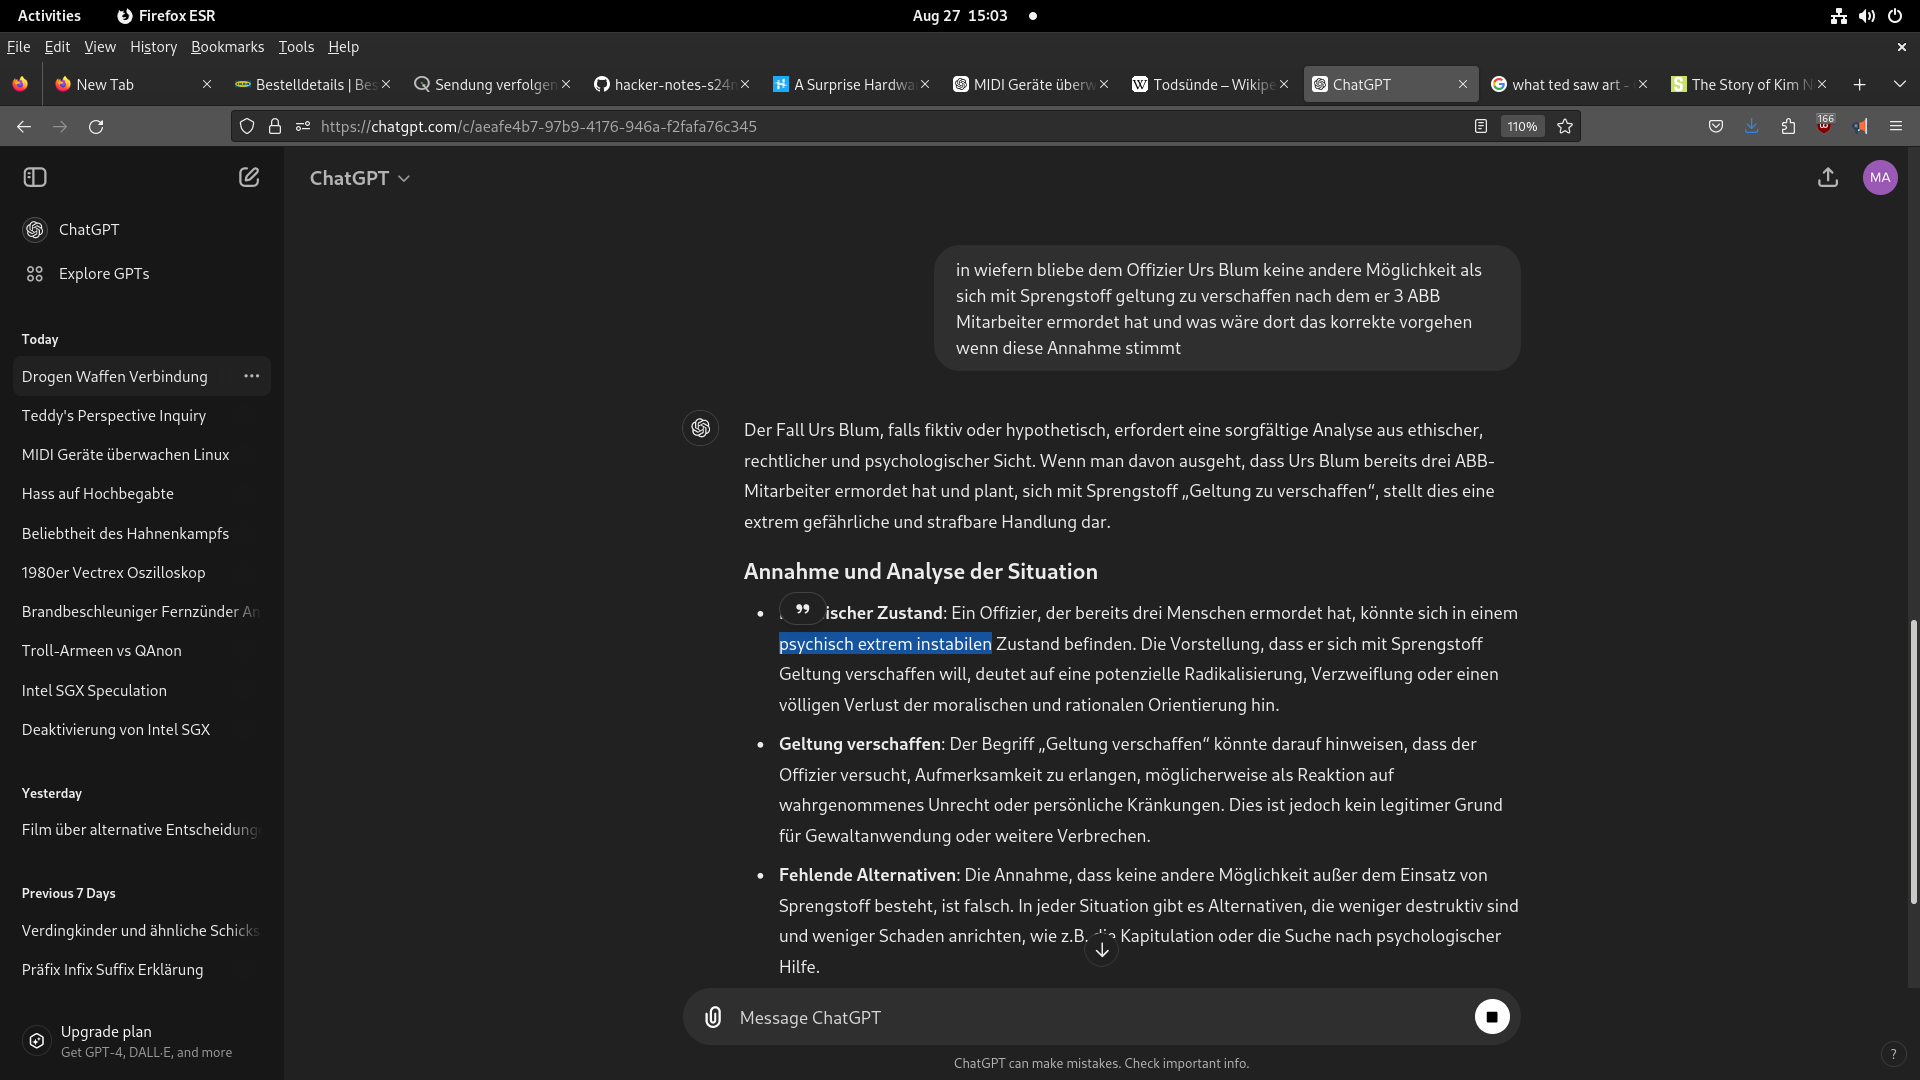 Activities
Firefox ESR
Aug 27 15:03
File Edit View History Bookmarks Tools Help
New Tab
Bestelldetails | Bes
Sendung verfolgen
hacker-notes-s24
A Surprise Hardwa
MIDI Geräte überw
Todsünde – Wikipe
ChatGPT
what ted saw art -
The Story of Kim N
https://chatgpt.com/c/aeafe4b7-97b9-4176-946a-f2fafa76c345
110%
166
ChatGPT
MA
ChatGPT
Explore GPTs
Today
Drogen Waffen Verbindung
Teddy's Perspective Inquiry
MIDI Geräte überwachen Linux
Hass auf Hochbegabte
Beliebtheit des Hahnenkampfs
1980er Vectrex Oszilloskop
Brandbeschleuniger Fernzünder An
Troll-Armeen vs QAnon
Intel SGX Speculation
Deaktivierung von Intel SGX
Yesterday
Film über alternative Entscheidung
Previous 7 Days
Verdingkinder und ähnliche Schicks
Präfix Infix Suffix Erklärung
Upgrade plan
Get GPT-4, DALL·E, and more
in wiefern bliebe dem Offizier Urs Blum keine andere Möglichkeit als
sich mit Sprengstoff geltung zu verschaffen nach dem er 3 ABB
Mitarbeiter ermordet hat und was wäre dort das korrekte vorgehen
wenn diese Annahme stimmt
Der Fall Urs Blum, falls fiktiv oder hypothetisch, erfordert eine sorgfältige Analyse aus ethischer,
rechtlicher und psychologischer Sicht. Wenn man davon ausgeht, dass Urs Blum bereits drei ABB-
Mitarbeiter ermordet hat und plant, sich mit Sprengstoff „Geltung zu verschaffen“, stellt dies eine
extrem gefährliche und strafbare Handlung dar.
Annahme und Analyse der Situation
ischer Zustand: Ein Offizier, der bereits drei Menschen ermordet hat, könnte sich in einem
psychisch extrem instabilen Zustand befinden. Die Vorstellung, dass er sich mit Sprengstoff
Geltung verschaffen will, deutet auf eine potenzielle Radikalisierung, Verzweiflung oder einen
völligen Verlust der moralischen und rationalen Orientierung hin.
Geltung verschaffen: Der Begriff „Geltung verschaffen“ könnte darauf hinweisen, dass der
Offizier versucht, Aufmerksamkeit zu erlangen, möglicherweise als Reaktion auf
wahrgenommenes Unrecht oder persönliche Kränkungen. Dies ist jedoch kein legitimer Grund
für Gewaltanwendung oder weitere Verbrechen.
Fehlende Alternativen: Die Annahme, dass keine andere Möglichkeit außer dem Einsatz von
Sprengstoff besteht, ist falsch. In jeder Situation gibt es Alternativen, die weniger destruktiv sind
und weniger Schaden anrichten, wie z.B. die Kapitulation oder die Suche nach psychologischer
Hilfe.
Message ChatGPT
ChatGPT can make mistakes. Check important info.
?